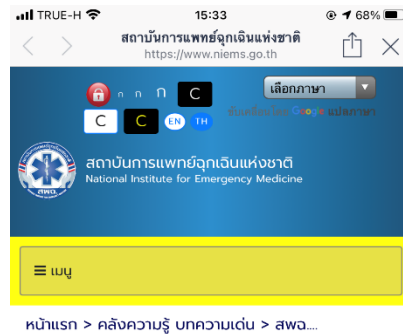 TRUE-H 15:33 68%
สถาบันการแพทย์ฉุกเฉินแห่งชาติ
https://www.niems.go.th
ก ก ก C เลือกภาษา
C C EN TH ขับเคลื่อนโดย Google แปลภาษา
สถาบันการแพทย์ฉุกเฉินแห่งชาติ
National Institute for Emergency Medicine
สพฉ.
☰ เมนู
หน้าแรก > คลังความรู้ บทความเด่น > สพฉ....